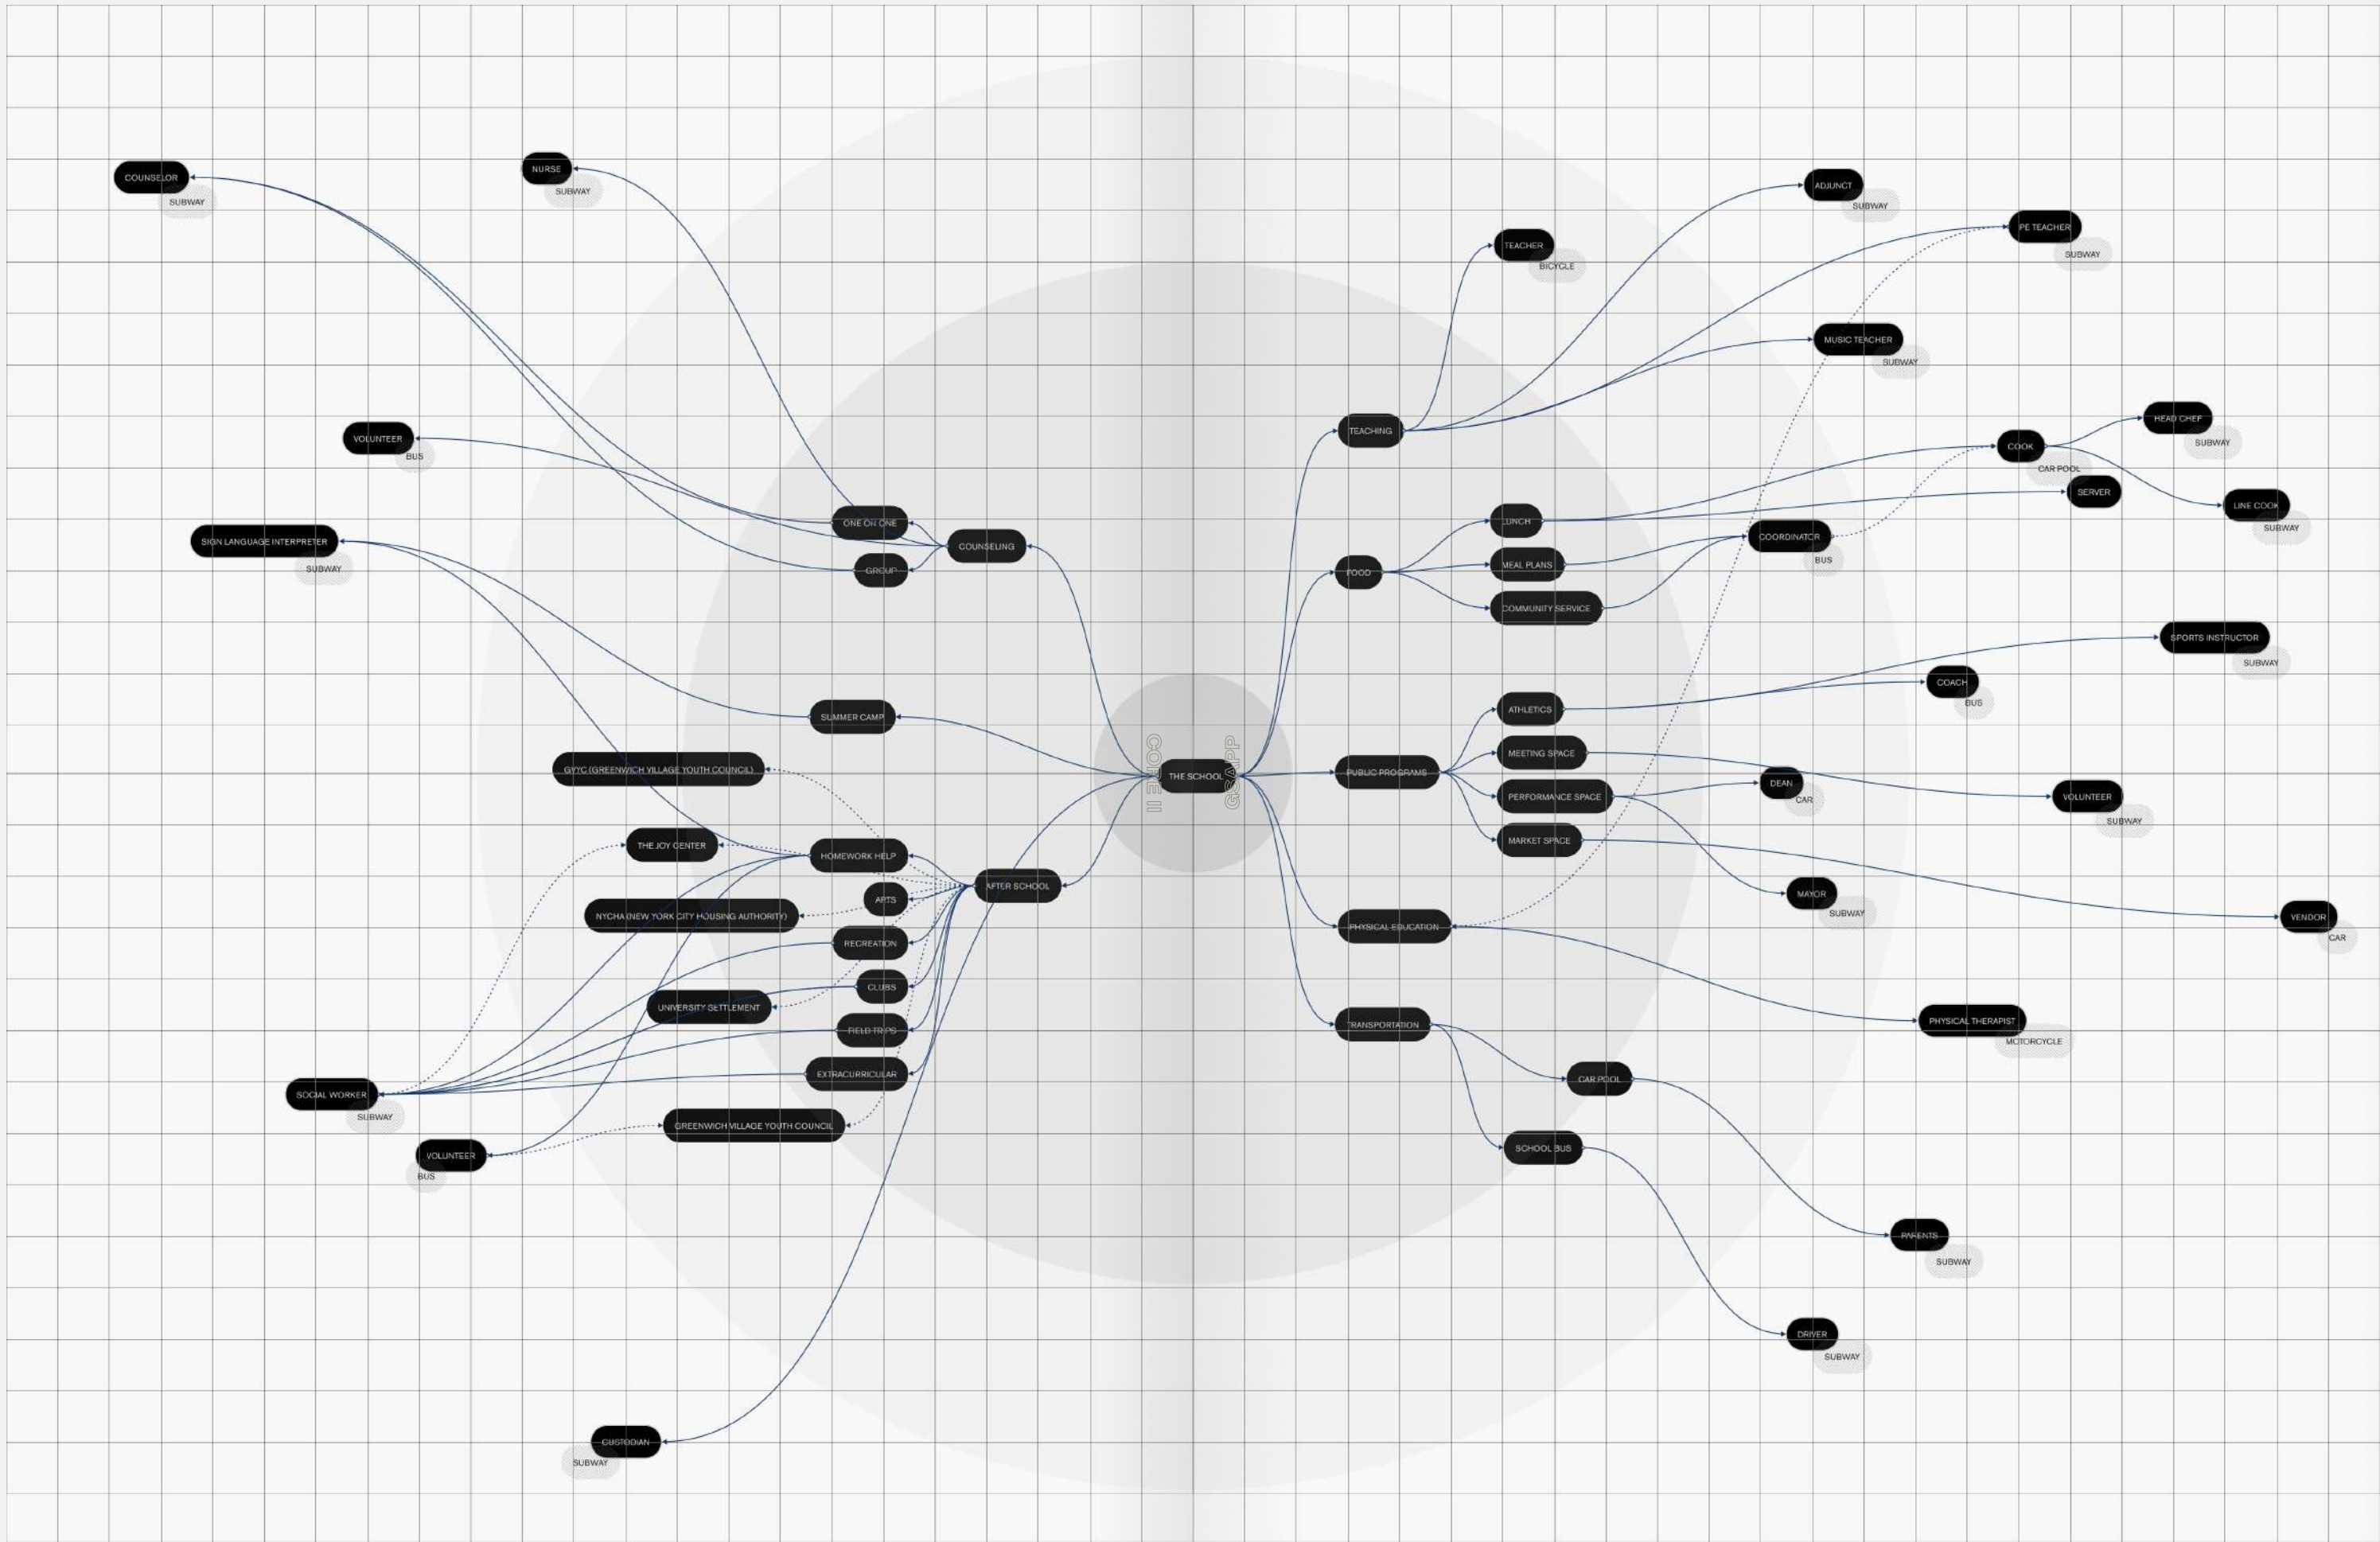 COUNSELOR
SUBWAY
NURSE
SUBWAY
VOLUNTEER
BUS
SIGN LANGUAGE INTERPRETER
SUBWAY
ONE ON ONE
GROUP
COUNSELING
SUMMER CAMP
GVYC (GREENWICH VILLAGE YOUTH COUNCIL)
THE JOY CENTER
HOMEWORK HELP
ARTS
AFTER SCHOOL
NYCHA (NEW YORK CITY HOUSING AUTHORITY)
RECREATION
CLUBS
UNIVERSITY SETTLEMENT
FIELD TRIPS
EXTRACURRICULAR
SOCIAL WORKER
SUBWAY
GREENWICH VILLAGE YOUTH COUNCIL
VOLUNTEER
BUS
CUSTODIAN
SUBWAY
CORE II
THE SCHOOL
GSAPP
ADJUNCT
SUBWAY
PE TEACHER
SUBWAY
TEACHER
BICYCLE
MUSIC TEACHER
SUBWAY
TEACHING
HEAD CHEF
SUBWAY
COOK
CAR POOL
SERVER
LINE COOK
SUBWAY
LUNCH
COORDINATOR
BUS
FOOD
MEAL PLANS
COMMUNITY SERVICE
SPORTS INSTRUCTOR
SUBWAY
COACH
BUS
ATHLETICS
MEETING SPACE
PUBLIC PROGRAMS
PERFORMANCE SPACE
DEAN
CAR
VOLUNTEER
SUBWAY
MARKET SPACE
MAYOR
SUBWAY
VENDOR
CAR
PHYSICAL EDUCATION
PHYSICAL THERAPIST
MOTORCYCLE
TRANSPORTATION
CAR POOL
SCHOOL BUS
PARENTS
SUBWAY
DRIVER
SUBWAY